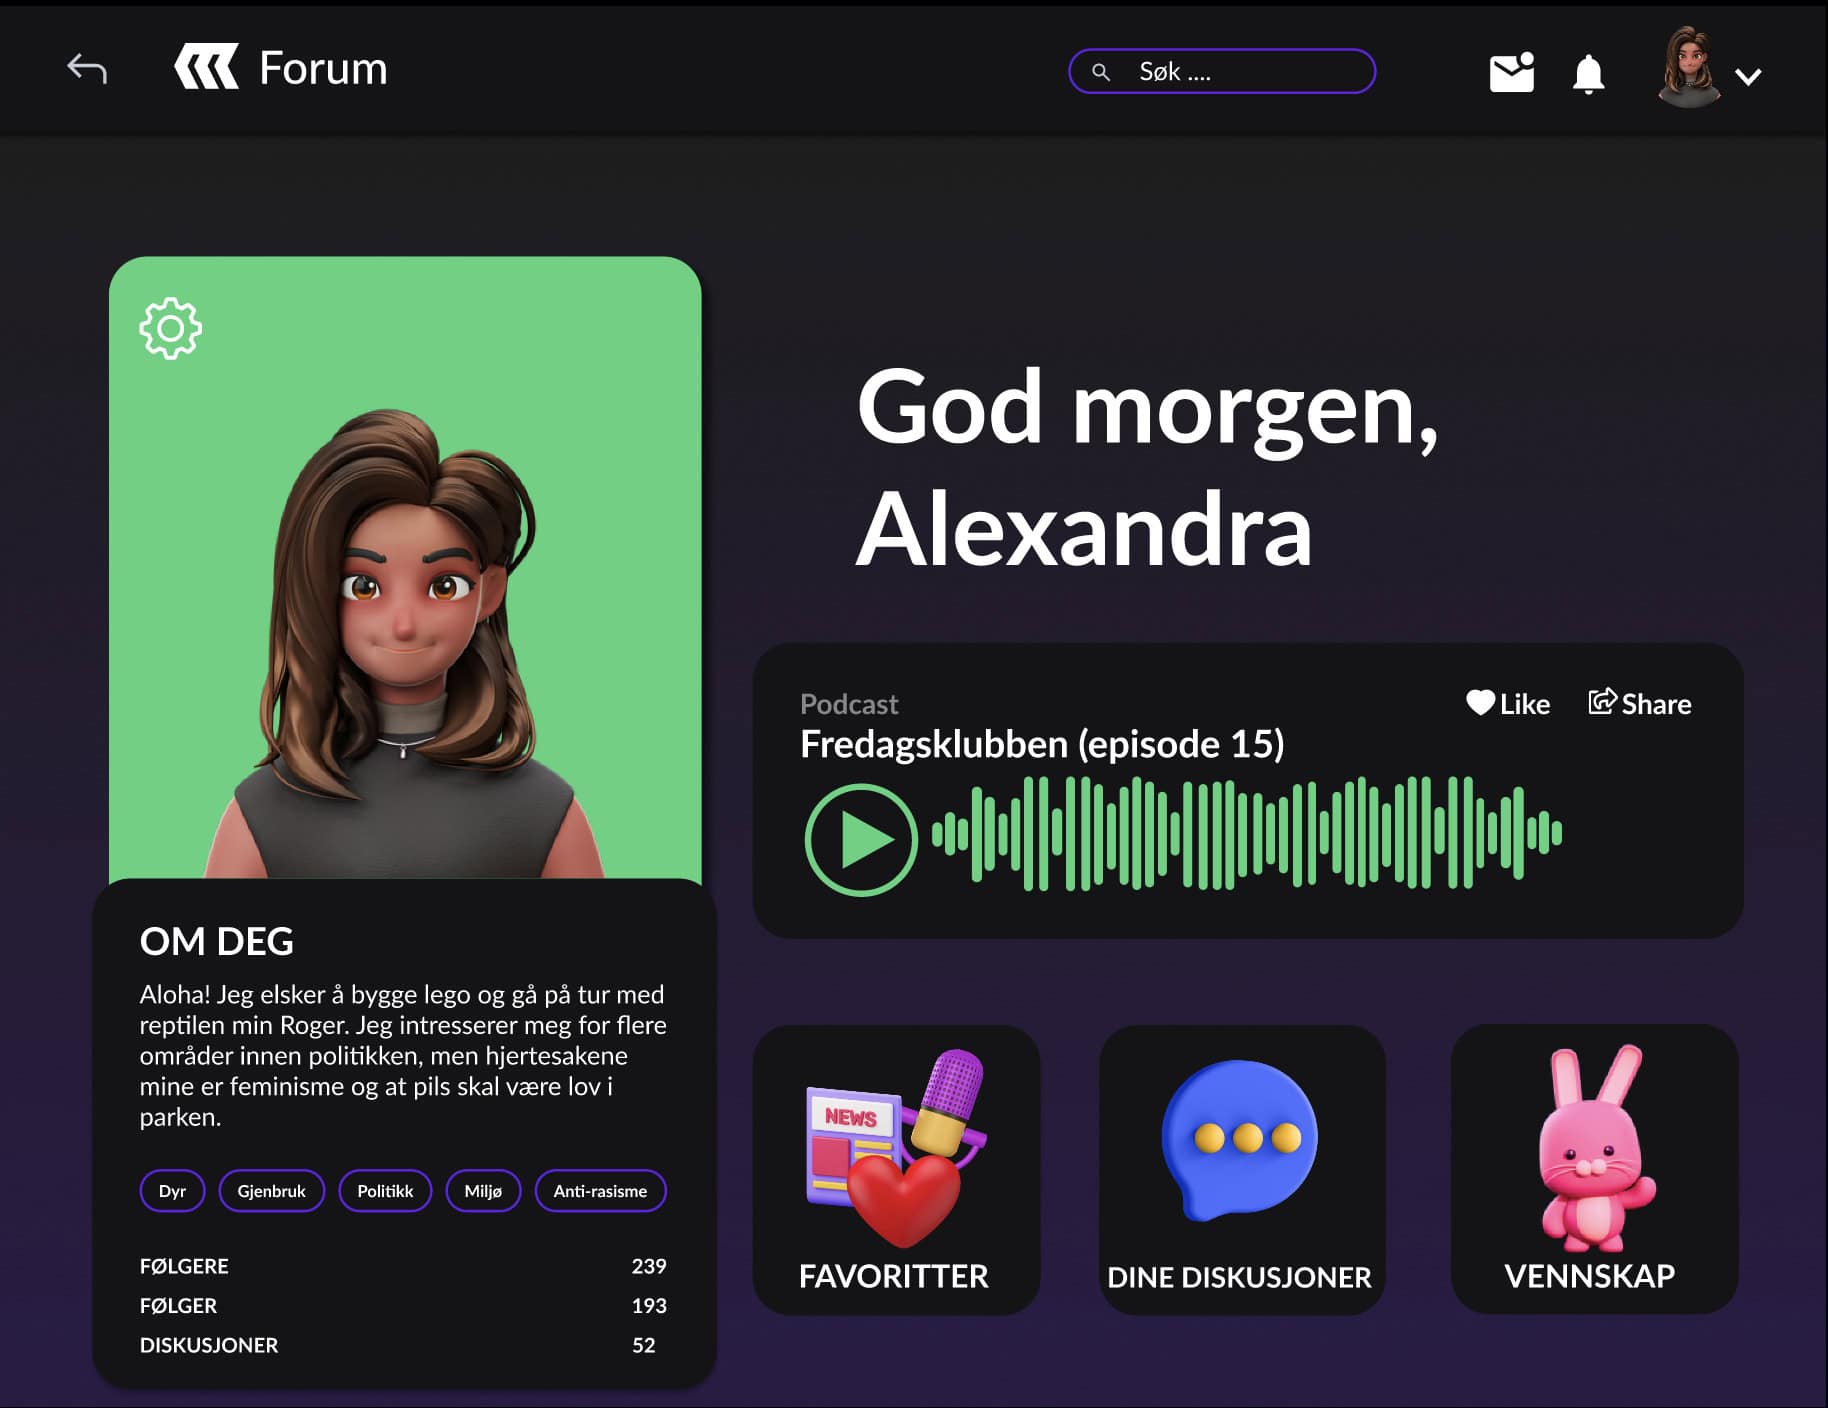 Forum
Søk ....
God morgen,
Alexandra
Podcast
Like
Share
Fredagsklubben (episode 15)
OM DEG
Aloha! Jeg elsker å bygge lego og gå på tur med
reptilen min Roger. Jeg intresserer meg for flere
områder innen politikken, men hjertesakene
mine er feminisme og at pils skal være lov i
parken.
Dyr
Gjenbruk
Politikk
Miljø
Anti-rasisme
FØLGERE 239
FØLGER 193
DISKUSJONER 52
NEWS
FAVORITTER
DINE DISKUSJONER
VENNSKAP